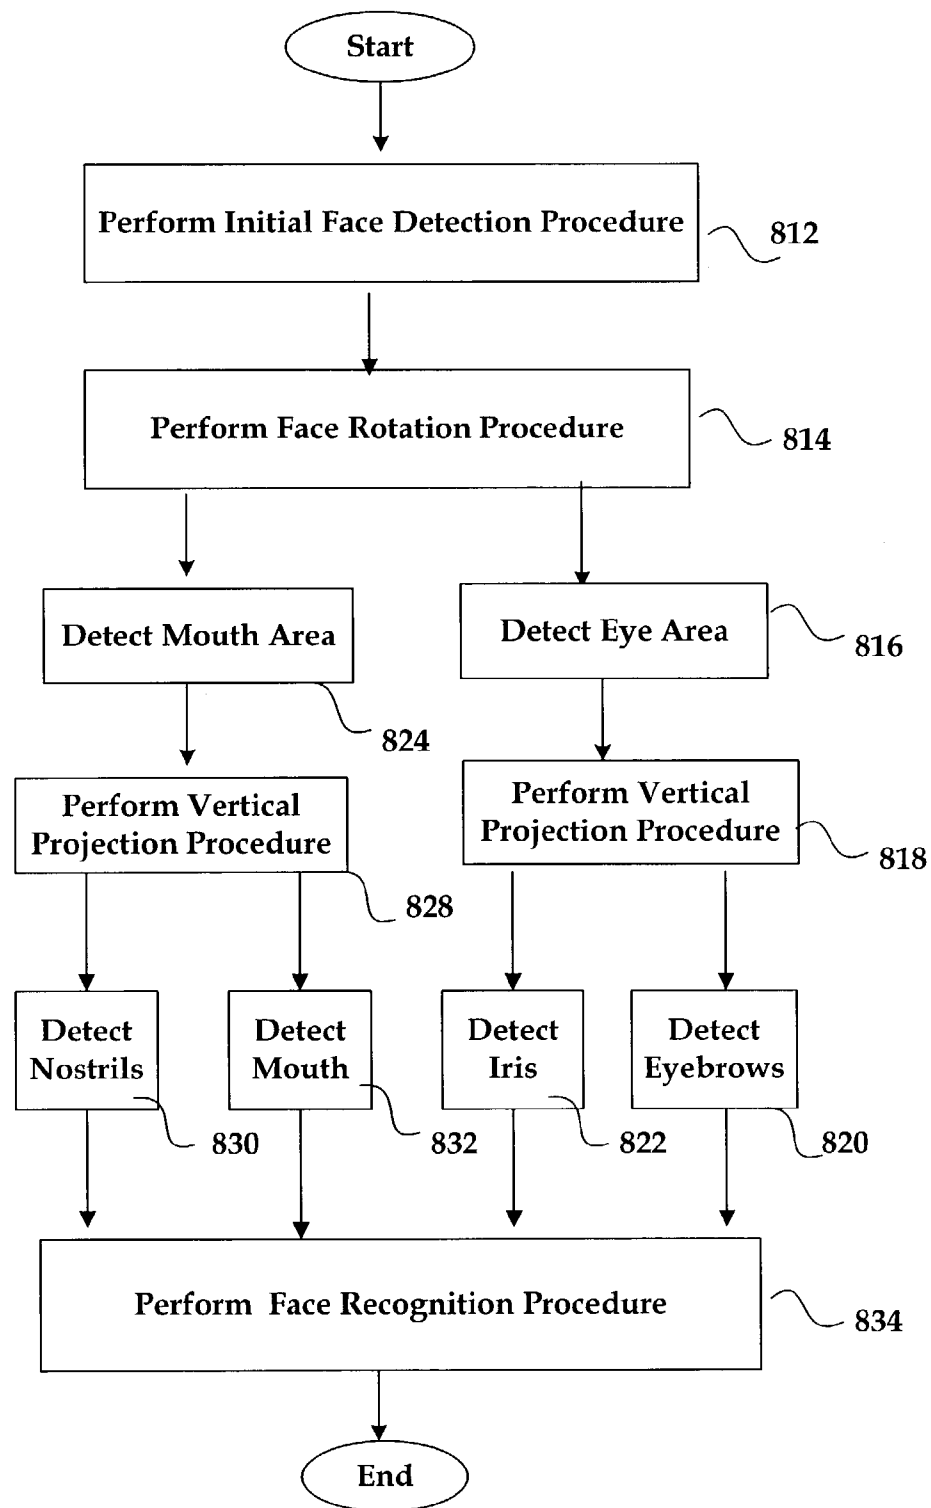 Start
Perform Initial Face Detection Procedure
812
Perform Face Rotation Procedure
814
Detect Mouth Area
824
Detect Eye Area
816
Perform Vertical
Projection Procedure
828
Perform Vertical
Projection Procedure
818
Detect
Nostrils
830
Detect
Mouth
832
Detect
Iris
822
Detect
Eyebrows
820
Perform Face Recognition Procedure
834
End